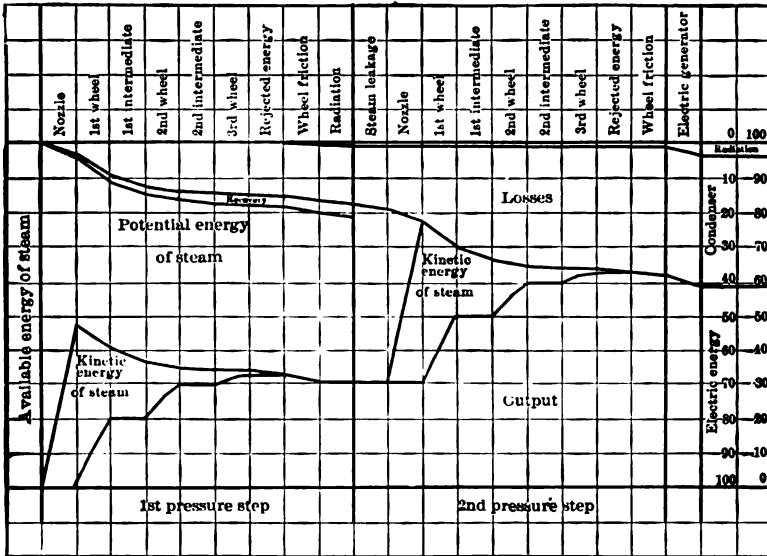 Nozzle
1st wheel
1st intermediate
2nd wheel
2nd intermediate
3rd wheel
Rejected energy
Wheel friction
Radiation
Steam leakage
Nozzle
1st wheel
1st intermediate
2nd wheel
2nd intermediate
3rd wheel
Rejected energy
Wheel friction
Electric generator
0 100
Radiation
10 90
20 80
30 70
40 60
50 50
60 40
70 30
80 20
90 10
100 0
Condenser
Electric energy
Available energy of steam
Recovery
Losses
Potential energy
of steam
Kinetic
energy
of steam
Kinetic
energy
of steam
Output
1st pressure step
2nd pressure step